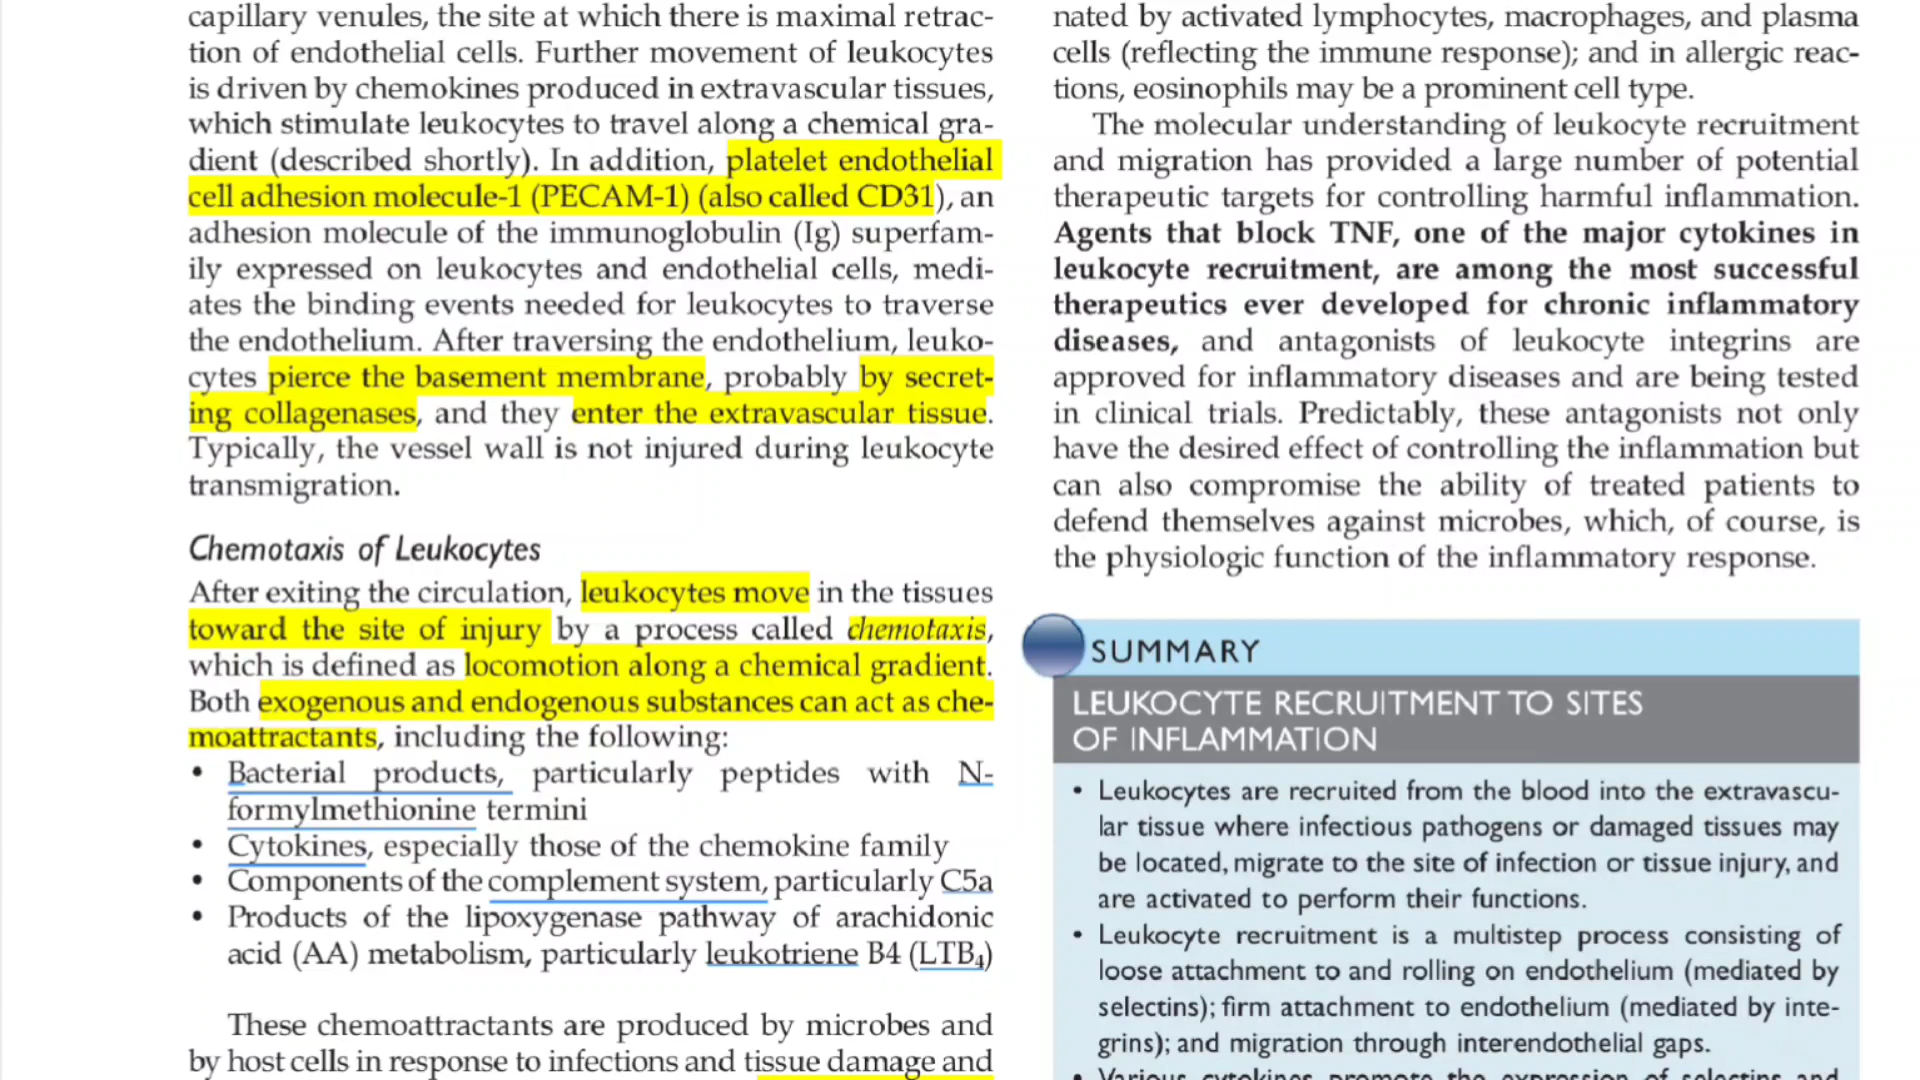 capillary venules, the site at which there is maximal retrac-
tion of endothelial cells. Further movement of leukocytes
is driven by chemokines produced in extravascular tissues,
which stimulate leukocytes to travel along a chemical gra-
dient (described shortly). In addition, platelet endothelial
cell adhesion molecule-1 (PECAM-1) (also called CD31), an
adhesion molecule of the immunoglobulin (Ig) superfam-
ily expressed on leukocytes and endothelial cells, medi-
ates the binding events needed for leukocytes to traverse
the endothelium. After traversing the endothelium, leuko-
cytes pierce the basement membrane, probably by secret-
ing collagenases, and they enter the extravascular tissue.
Typically, the vessel wall is not injured during leukocyte
transmigration.
Chemotaxis of Leukocytes
After exiting the circulation, leukocytes move in the tissues
toward the site of injury by a process called chemotaxis,
which is defined as locomotion along a chemical gradient.
Both exogenous and endogenous substances can act as che-
moattractants, including the following:
• Bacterial products, particularly peptides with N-
formylmethionine termini
• Cytokines, especially those of the chemokine family
• Components of the complement system, particularly C5a
• Products of the lipoxygenase pathway of arachidonic
acid (AA) metabolism, particularly leukotriene B4 (LTB₄)
These chemoattractants are produced by microbes and
by host cells in response to infections and tissue damage and
nated by activated lymphocytes, macrophages, and plasma
cells (reflecting the immune response); and in allergic reac-
tions, eosinophils may be a prominent cell type.
The molecular understanding of leukocyte recruitment
and migration has provided a large number of potential
therapeutic targets for controlling harmful inflammation.
Agents that block TNF, one of the major cytokines in
leukocyte recruitment, are among the most successful
therapeutics ever developed for chronic inflammatory
diseases, and antagonists of leukocyte integrins are
approved for inflammatory diseases and are being tested
in clinical trials. Predictably, these antagonists not only
have the desired effect of controlling the inflammation but
can also compromise the ability of treated patients to
defend themselves against microbes, which, of course, is
the physiologic function of the inflammatory response.
SUMMARY
LEUKOCYTE RECRUITMENT TO SITES
OF INFLAMMATION
• Leukocytes are recruited from the blood into the extravascu-
lar tissue where infectious pathogens or damaged tissues may
be located, migrate to the site of infection or tissue injury, and
are activated to perform their functions.
• Leukocyte recruitment is a multistep process consisting of
loose attachment to and rolling on endothelium (mediated by
selectins); firm attachment to endothelium (mediated by inte-
grins); and migration through interendothelial gaps.
• Various cytokines promote the expression of selectins and